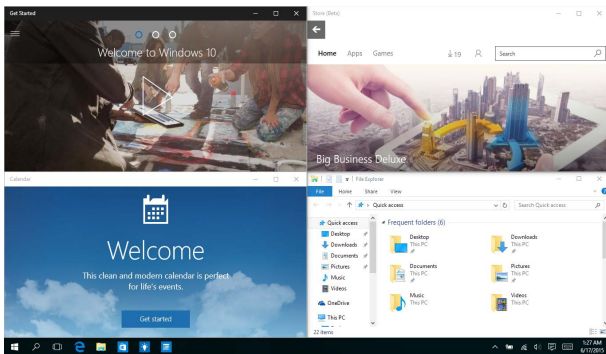 Get Started
Welcome to Windows 10
Store (Beta)
Home Apps Games
19
Search
Big Business Deluxe
Calendar
Welcome
This clean and modern calendar is perfect
for life's events.
Get started
File Explorer
File Home Share View
Quick access
Search Quick access
Quick access
Desktop
Downloads
Documents
Pictures
Music
Videos
OneDrive
This PC
Frequent folders (6)
Desktop
This PC
Downloads
This PC
Documents
This PC
Pictures
This PC
Music
This PC
Videos
This PC
22 items
1:27 AM
6/17/2015